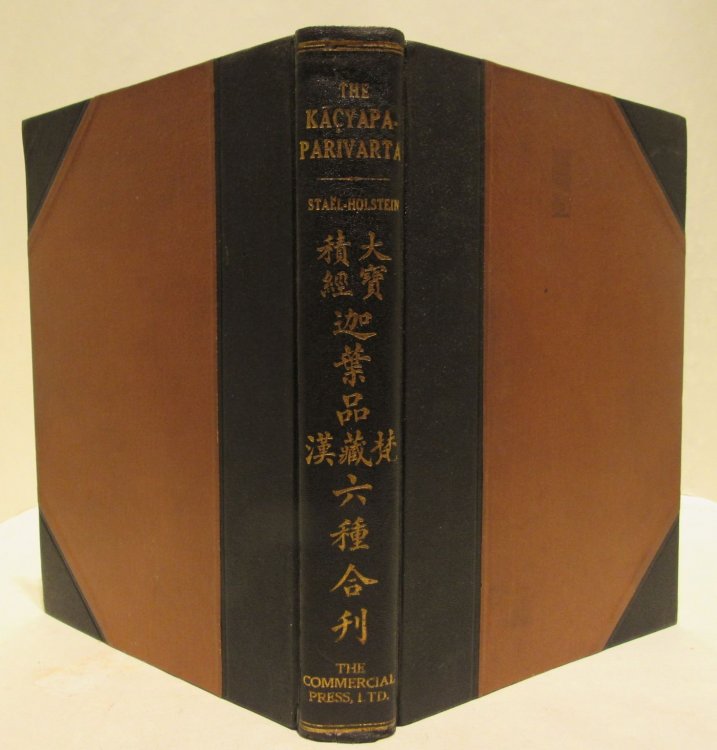 THE
KĀÇYAPA-
PARIVARTA
STAËL-HOLSTEIN
大寶
積經
迦葉品
梵藏漢
六種合刊
THE
COMMERCIAL
PRESS, LTD.